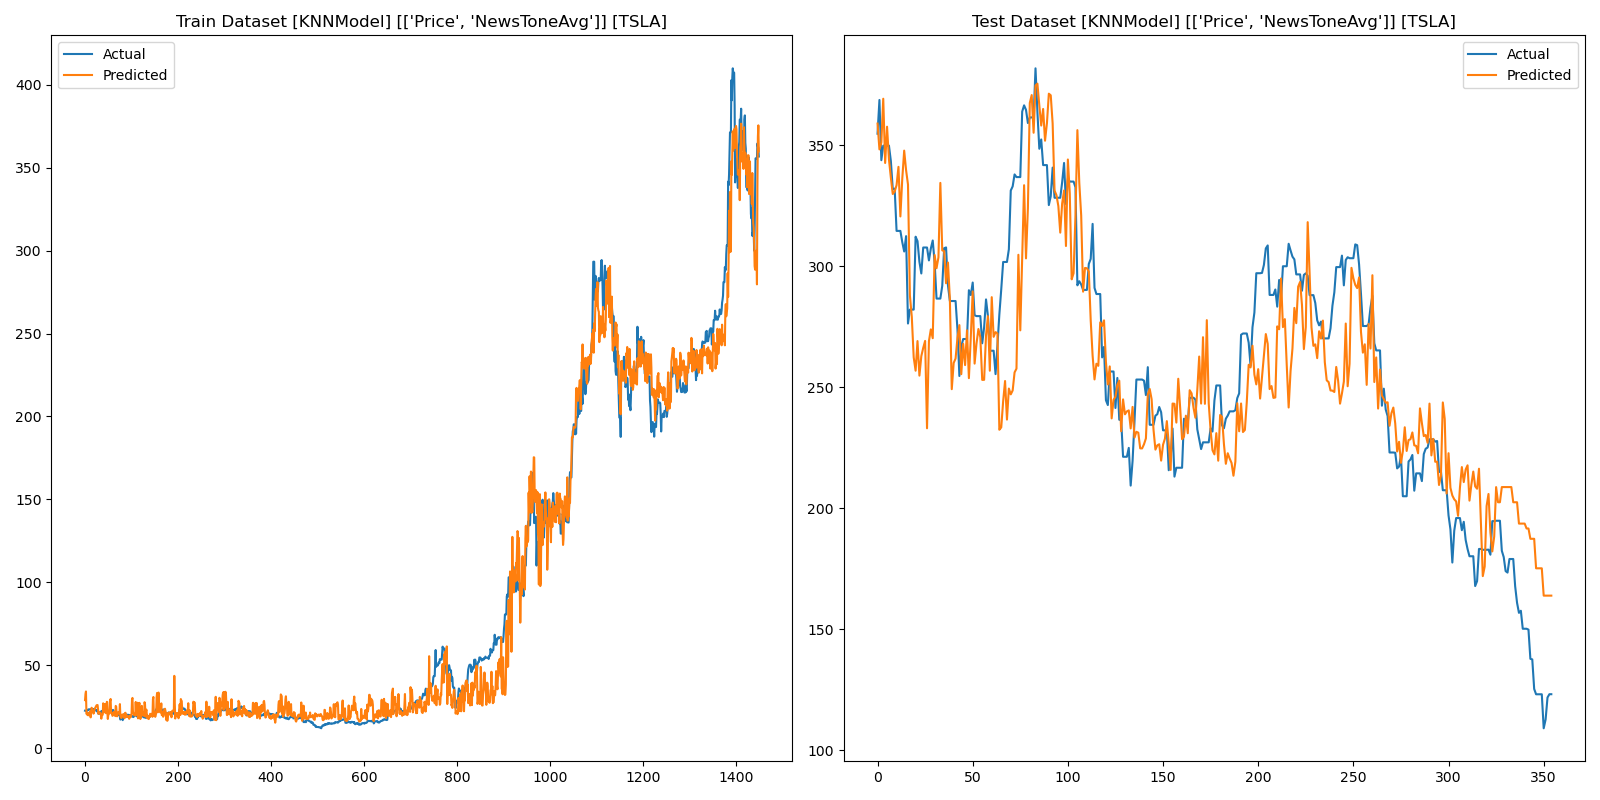 Train Dataset [KNNModel] [['Price', 'NewsToneAvg']] [TSLA]
Actual
Predicted
400
350
300
250
200
150
100
50
0
0 200 400 600 800 1000 1200 1400
Test Dataset [KNNModel] [['Price', 'NewsToneAvg']] [TSLA]
Actual
Predicted
350
300
250
200
150
100
0 50 100 150 200 250 300 350